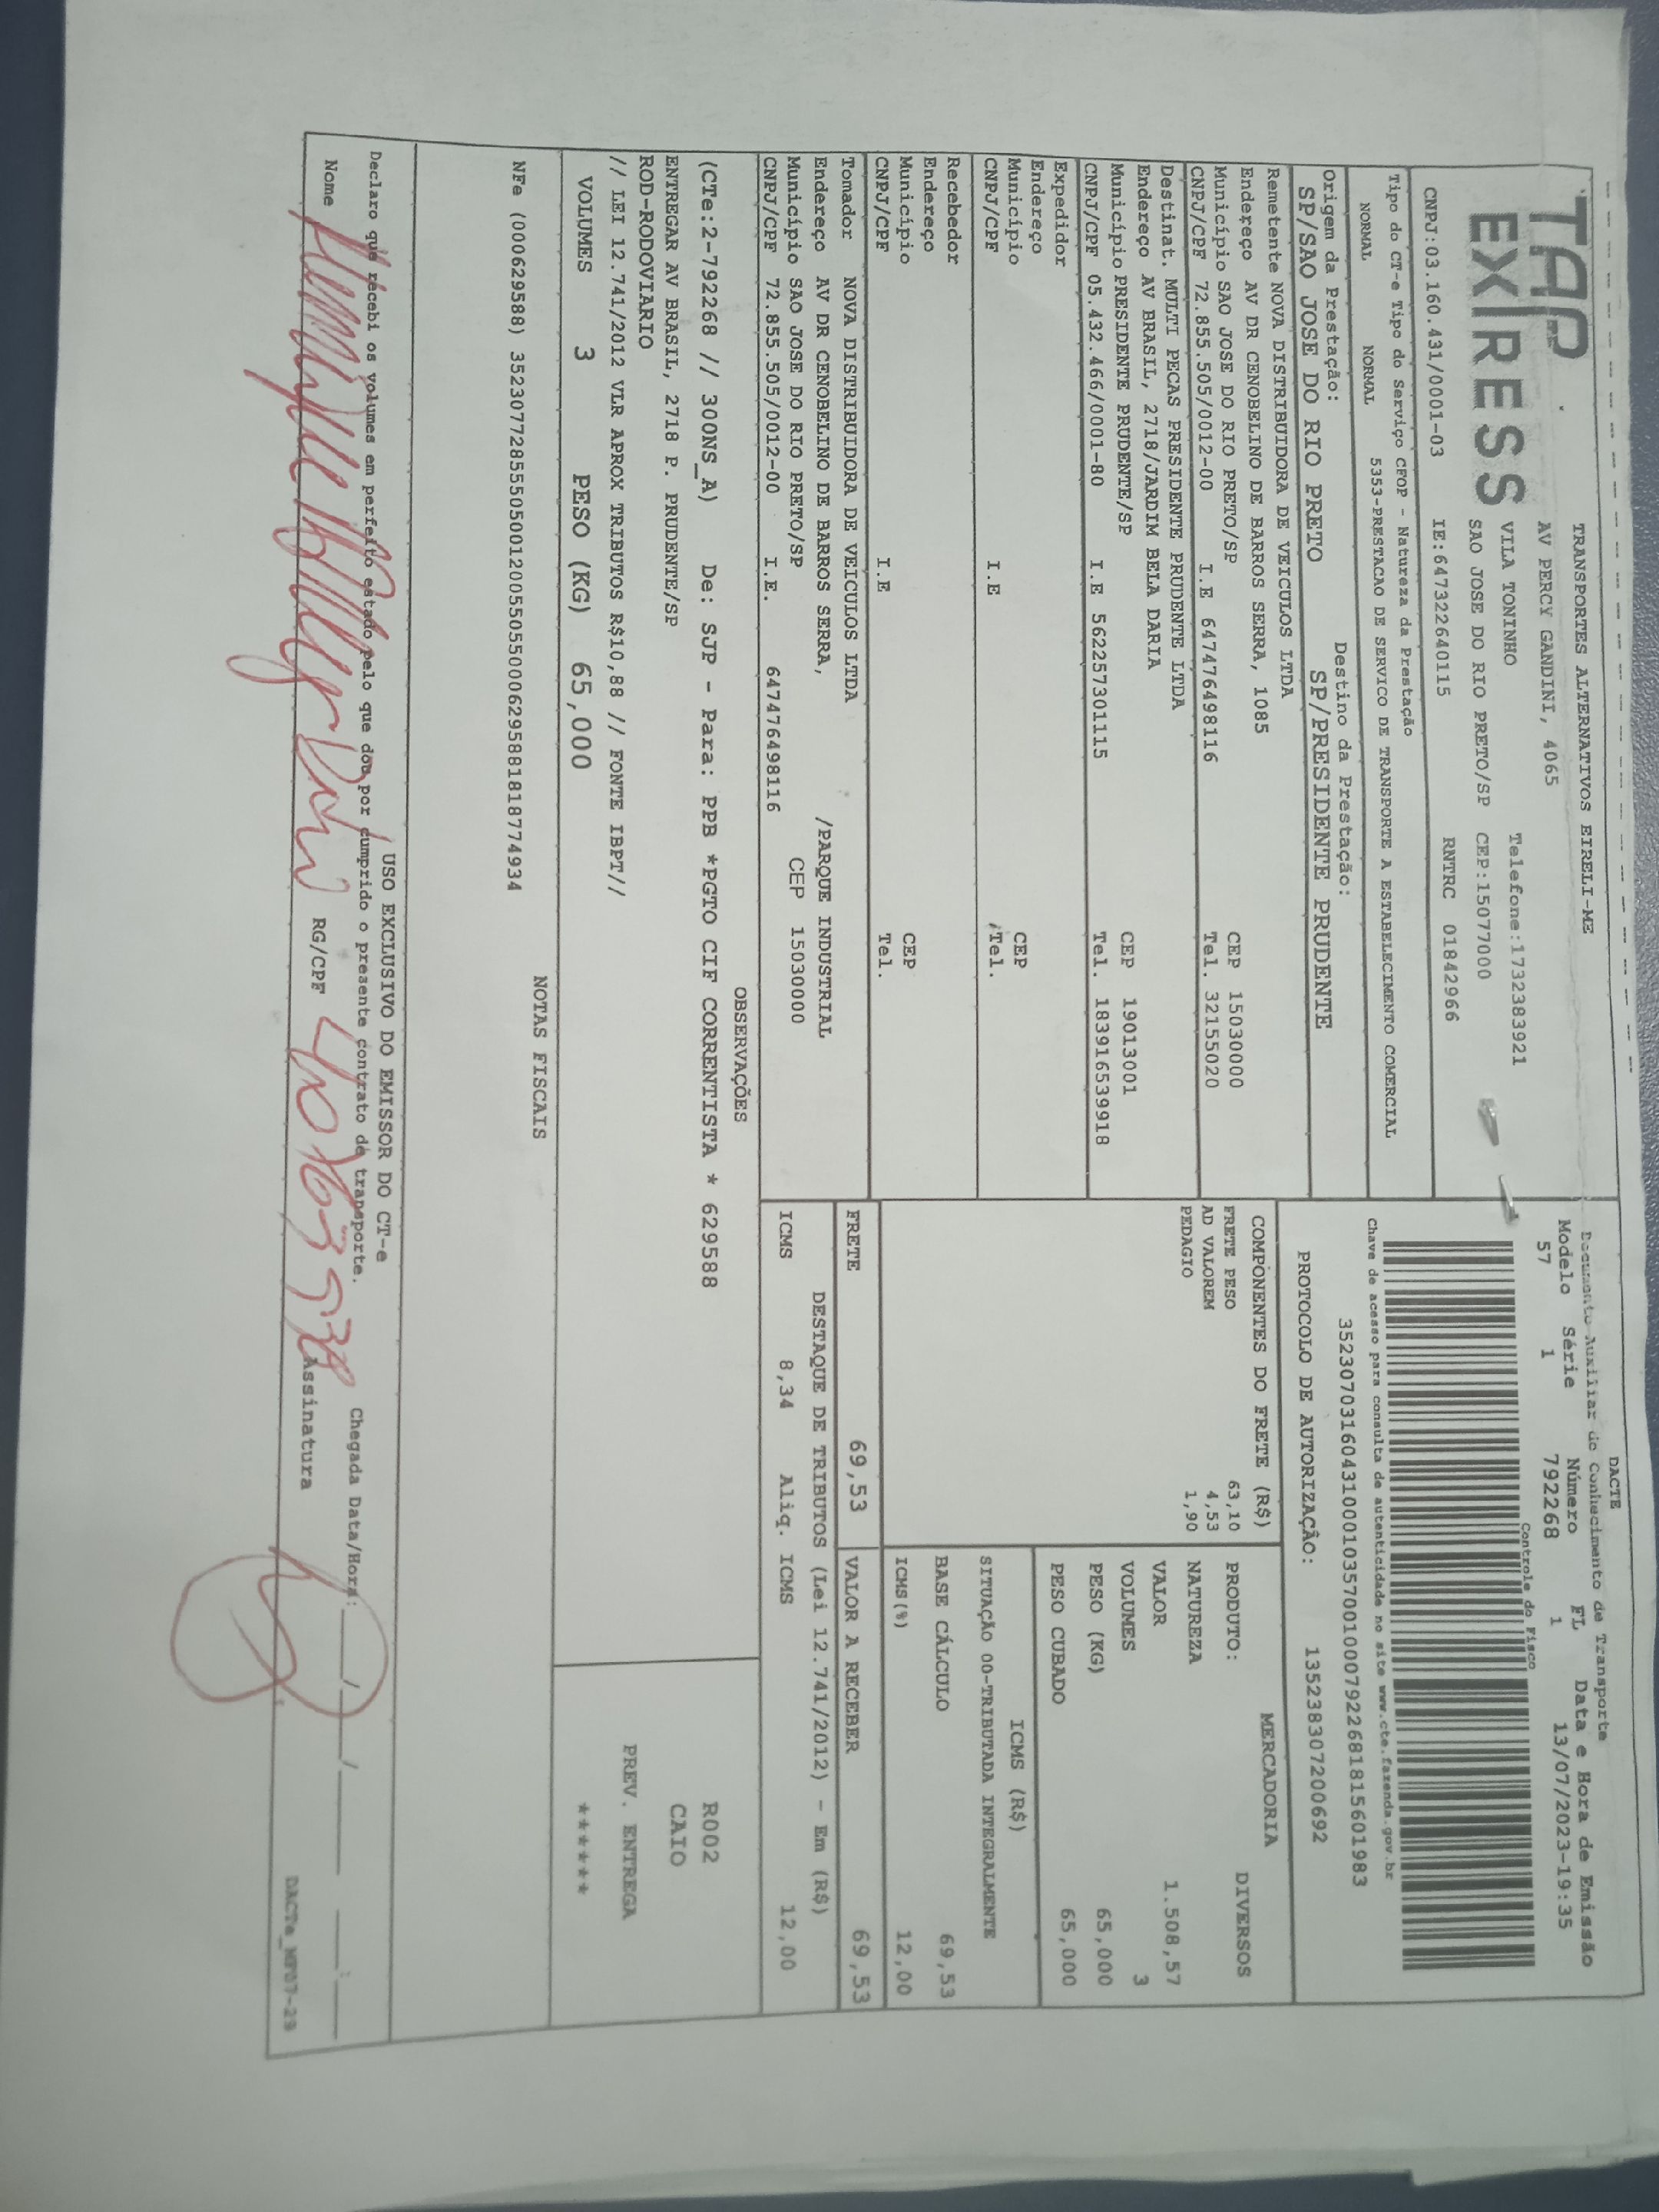 TAP
EX/RESS
TRANSPORTES ALTERNATIVOS EIRELI-ME
AV PERCY GANDINI, 4065
VILA TONINHO Telefone:1732383921
SAO JOSE DO RIO PRETO/SP CEP:15077000
CNPJ:03.160.431/0001-03 IE:647322640115 RNTRC 01842966
Tipo do CT-e Tipo do Serviço CFOP - Natureza da Prestação
NORMAL NORMAL 5353-PRESTACAO DE SERVICO DE TRANSPORTE A ESTABELECIMENTO COMERCIAL
Origem da Prestação: Destino da Prestação:
SP/SAO JOSE DO RIO PRETO SP/PRESIDENTE PRUDENTE
Remetente NOVA DISTRIBUIDORA DE VEICULOS LTDA
Endereço AV DR CENOBELINO DE BARROS SERRA, 1085
Município SAO JOSE DO RIO PRETO/SP CEP 15030000
CNPJ/CPF 72.855.505/0012-00 I.E 647476498116 Tel. 32155020
Destinat. MULTI PECAS PRESIDENTE PRUDENTE LTDA
Endereço AV BRASIL, 2718/JARDIM BELA DARIA
Município PRESIDENTE PRUDENTE/SP CEP 19013001
CNPJ/CPF 05.432.466/0001-80 I.E 562257301115 Tel. 183916539918
Expedidor
Endereço
Município CEP
CNPJ/CPF I.E Tel.
Recebedor
Endereço
Município CEP
CNPJ/CPF I.E Tel.
Tomador NOVA DISTRIBUIDORA DE VEICULOS LTDA
Endereço AV DR CENOBELINO DE BARROS SERRA, /PARQUE INDUSTRIAL
Município SAO JOSE DO RIO PRETO/SP CEP 15030000
CNPJ/CPF 72.855.505/0012-00 I.E. 647476498116
DACTE
Documento Auxiliar de Conhecimento de Transporte
Modelo Série Número FL Data e Hora de Emissão
57 1 792268 1 13/07/2023-19:35
Controle do Fisco
Chave de acesso para consulta de autenticidade no site www.cte.fazenda.gov.br
35230703160431000103570010007922681815601983
PROTOCOLO DE AUTORIZAÇÃO: 135238307200692
COMPONENTES DO FRETE (R$)
FRETE PESO 63,10
AD VALOREM 4,53
PEDAGIO 1,90
MERCADORIA
PRODUTO: DIVERSOS
NATUREZA
VALOR 1.508,57
VOLUMES 3
PESO (KG) 65,000
PESO CUBADO 65,000
ICMS (R$)
SITUAÇÃO 00-TRIBUTADA INTEGRALMENTE
BASE CÁLCULO 69,53
ICMS(%) 12,00
FRETE 69,53 VALOR A RECEBER 69,53
DESTAQUE DE TRIBUTOS (Lei 12.741/2012) - Em (R$)
ICMS 8,34 Aliq. ICMS 12,00
OBSERVAÇÕES
(CTe:2-792268 // 300NS_A) De: SJP - Para: PPB *PGTO CIF CORRENTISTA * 629588
ENTREGAR AV BRASIL, 2718 P. PRUDENTE/SP
ROD-RODOVIARIO
// LEI 12.741/2012 VLR APROX TRIBUTOS R$10,88 // FONTE IBPT//
VOLUMES 3 PESO (KG) 65,000
R002
CAIO
PREV. ENTREGA
******
NOTAS FISCAIS
NFe (000629588) 35230772855505001200550550006295881818774934
USO EXCLUSIVO DO EMISSOR DO CT-e
Declaro que recebi os volumes em perfeito estado pelo que dou por cumprido o presente contrato de transporte. Chegada Data/Hora:____/____/______ ___:___
Nome RG/CPF Assinatura
DACTe_MF07-29